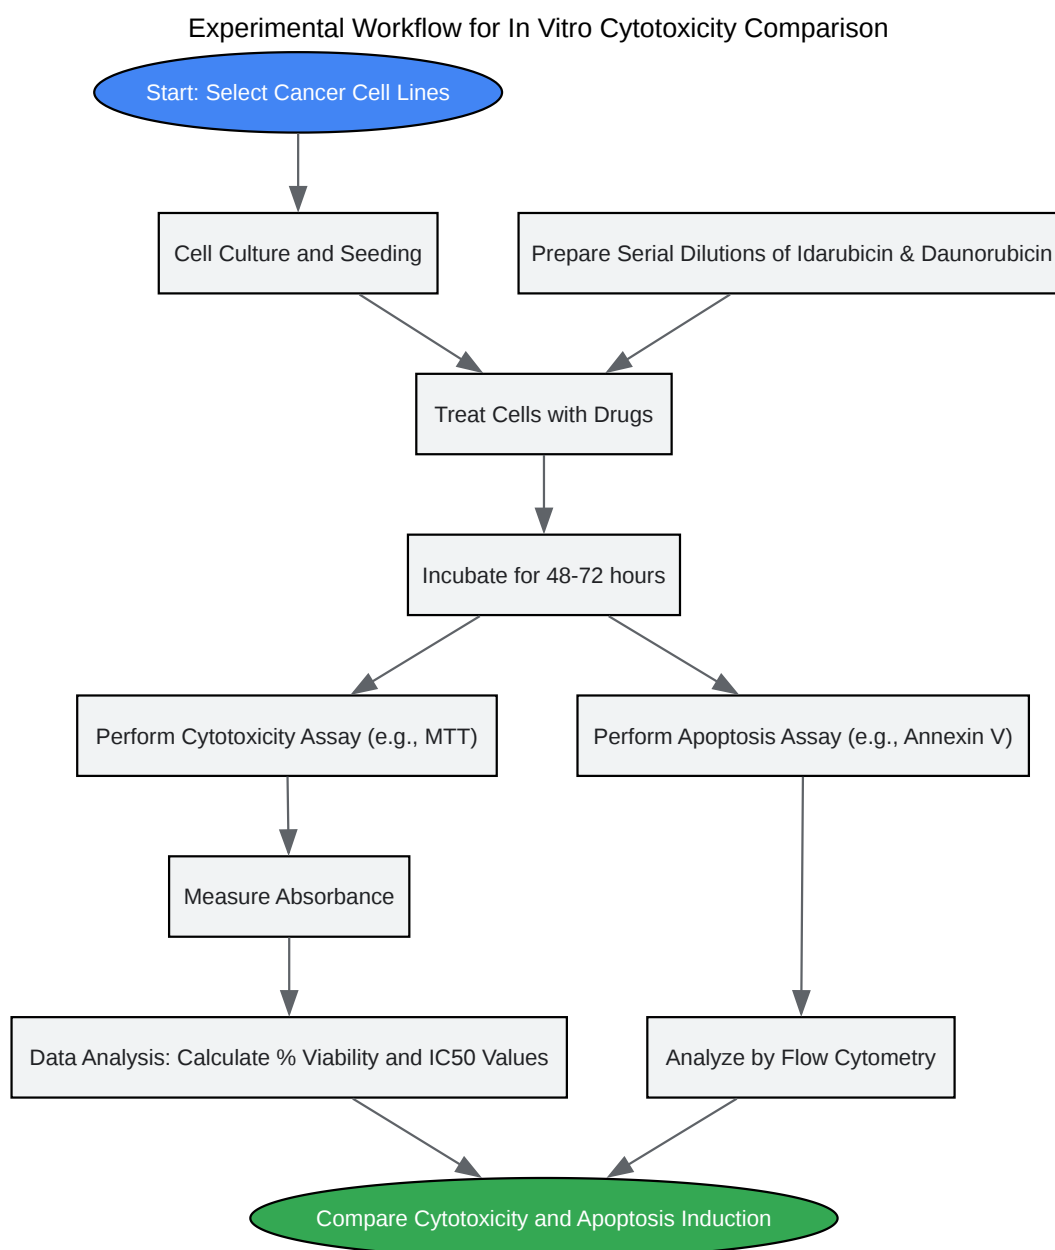 Experimental Workflow for In Vitro Cytotoxicity Comparison
Start: Select Cancer Cell Lines
Cell Culture and Seeding
Prepare Serial Dilutions of Idarubicin & Daunorubicin
Treat Cells with Drugs
Incubate for 48-72 hours
Perform Cytotoxicity Assay (e.g., MTT)
Perform Apoptosis Assay (e.g., Annexin V)
Measure Absorbance
Data Analysis: Calculate % Viability and IC50 Values
Analyze by Flow Cytometry
Compare Cytotoxicity and Apoptosis Induction